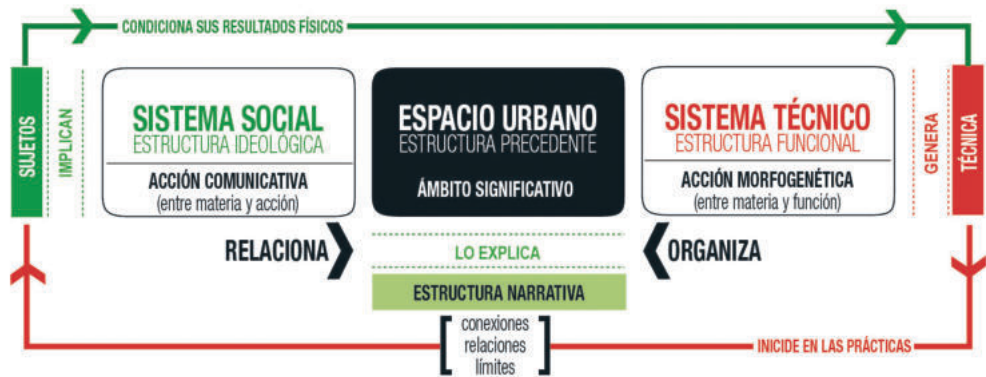 CONDICIONA SUS RESULTADOS FÍSICOS
SUJETOS
IMPLICAN
SISTEMA SOCIAL
ESTRUCTURA IDEOLÓGICA
ACCIÓN COMUNICATIVA
(entre materia y acción)
ESPACIO URBANO
ESTRUCTURA PRECEDENTE
ÁMBITO SIGNIFICATIVO
SISTEMA TÉCNICO
ESTRUCTURA FUNCIONAL
ACCIÓN MORFOGENÉTICA
(entre materia y función)
GENERA
TÉCNICA
RELACIONA
LO EXPLICA
ORGANIZA
ESTRUCTURA NARRATIVA
conexiones
relaciones
límites
INICIDE EN LAS PRÁCTICAS